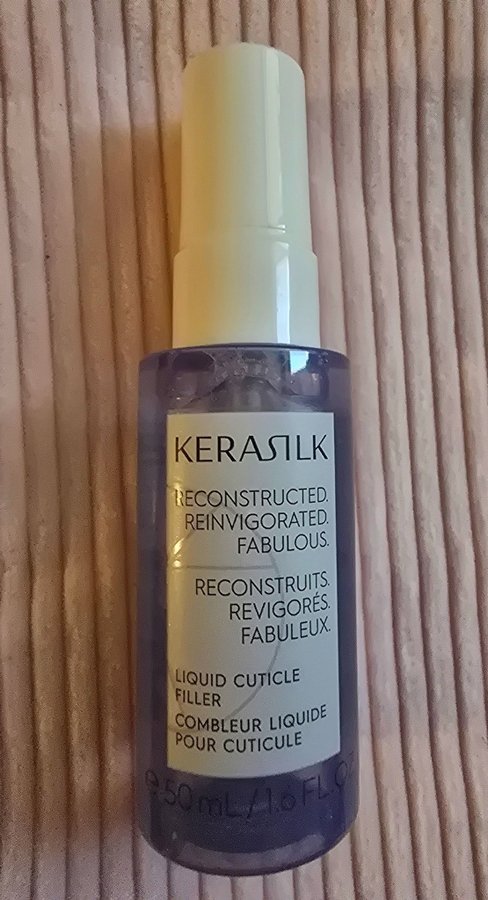 KERASILK
RECONSTRUCTED.
REINVIGORATED.
FABULOUS.
RECONSTRUITS.
REVIGORÉS.
FABULEUX.
LIQUID CUTICLE
FILLER
COMBLEUR LIQUIDE
POUR CUTICULE
℮ 50 mL / 1.6 FL.OZ